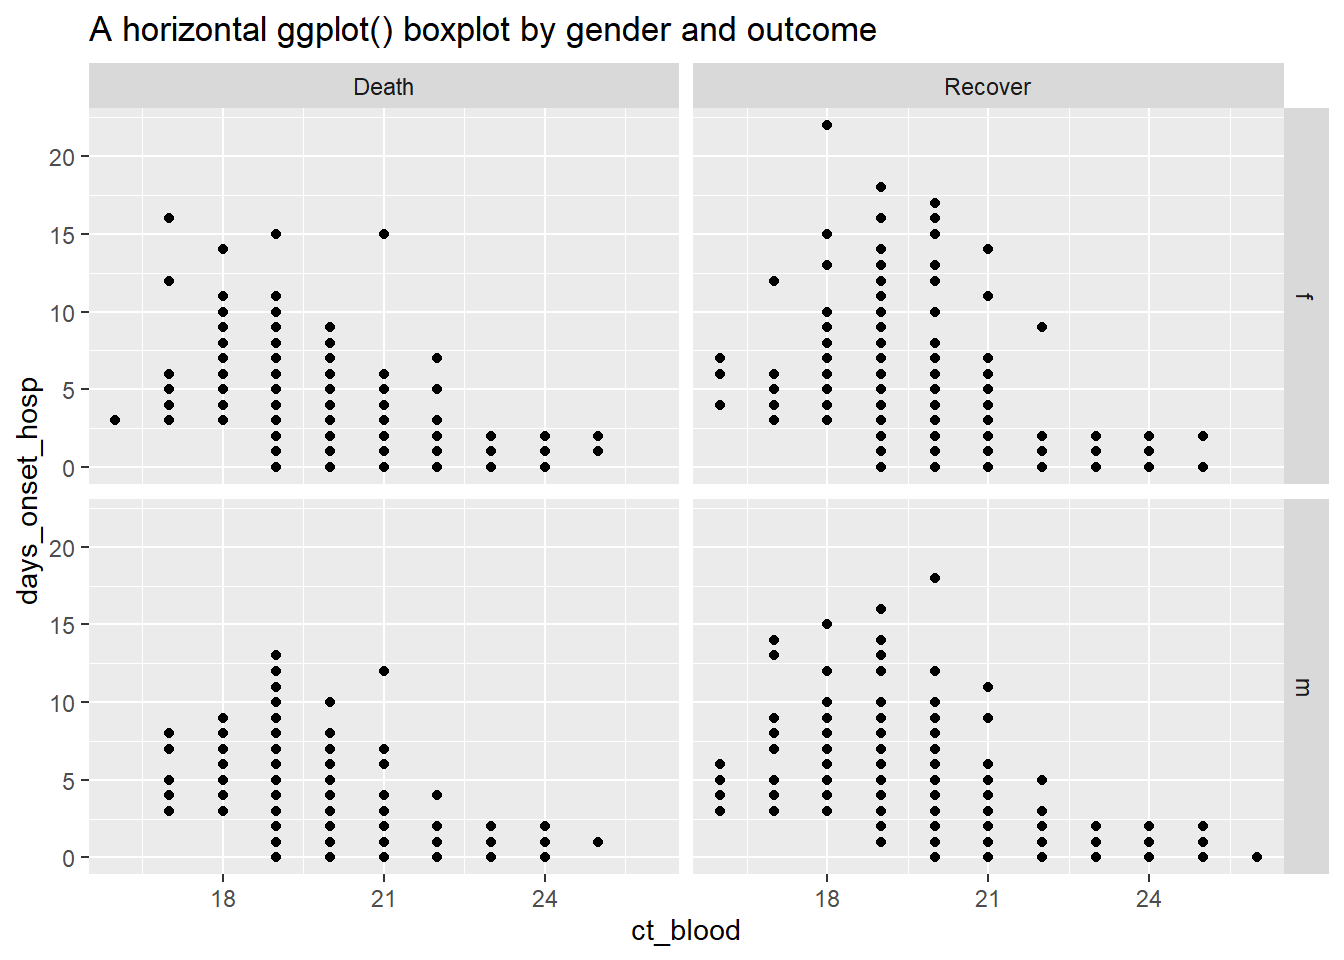 A horizontal ggplot() boxplot by gender and outcome
Death
Recover
20
15
10
5
0
f
days_onset_hosp
20
15
10
5
0
m
18
21
24
18
21
24
ct_blood